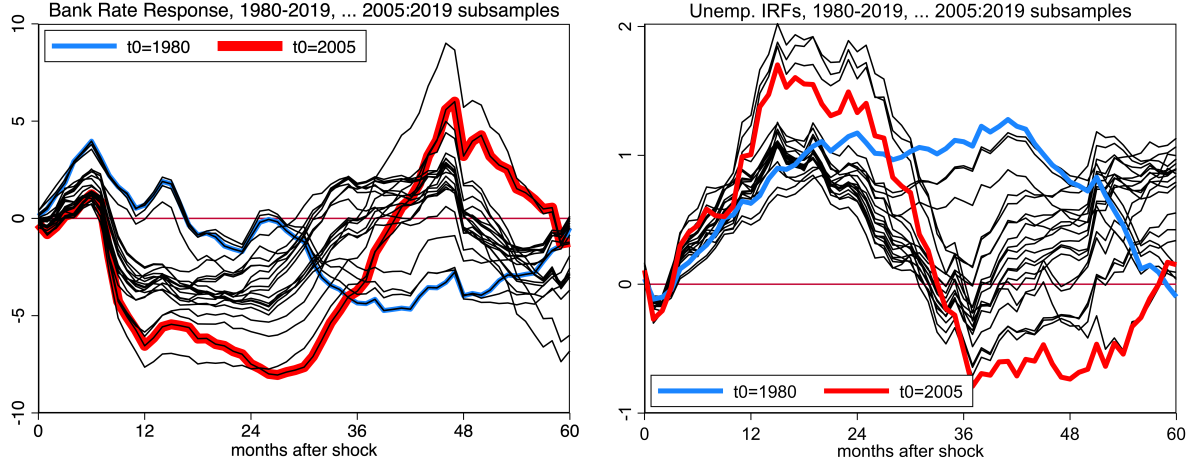 Bank Rate Response, 1980-2019, ... 2005:2019 subsamples
10
5
0
-5
-10
t0=1980
t0=2005
0 12 24 36 48 60
months after shock
Unemp. IRFs, 1980-2019, ... 2005:2019 subsamples
2
1
0
-1
t0=1980
t0=2005
0 12 24 36 48 60
months after shock